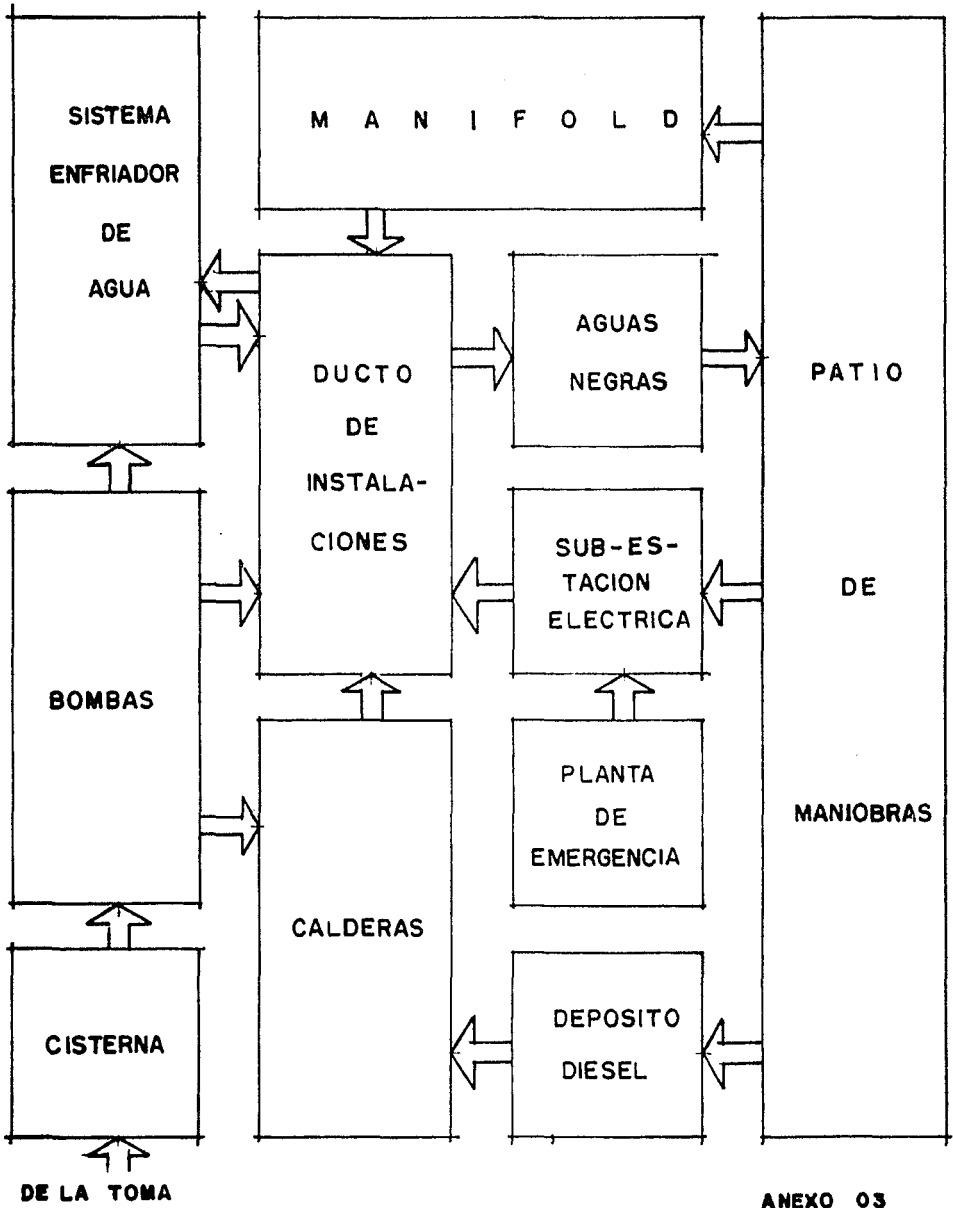 SISTEMA
ENFRIADOR
DE
AGUA
MANIFOLD
DUCTO
DE
INSTALA-
CIONES
AGUAS
NEGRAS
PATIO
DE
MANIOBRAS
SUB-ES-
TACION
ELECTRICA
BOMBAS
PLANTA
DE
EMERGENCIA
CALDERAS
CISTERNA
DEPOSITO
DIESEL
DE LA TOMA
ANEXO 03